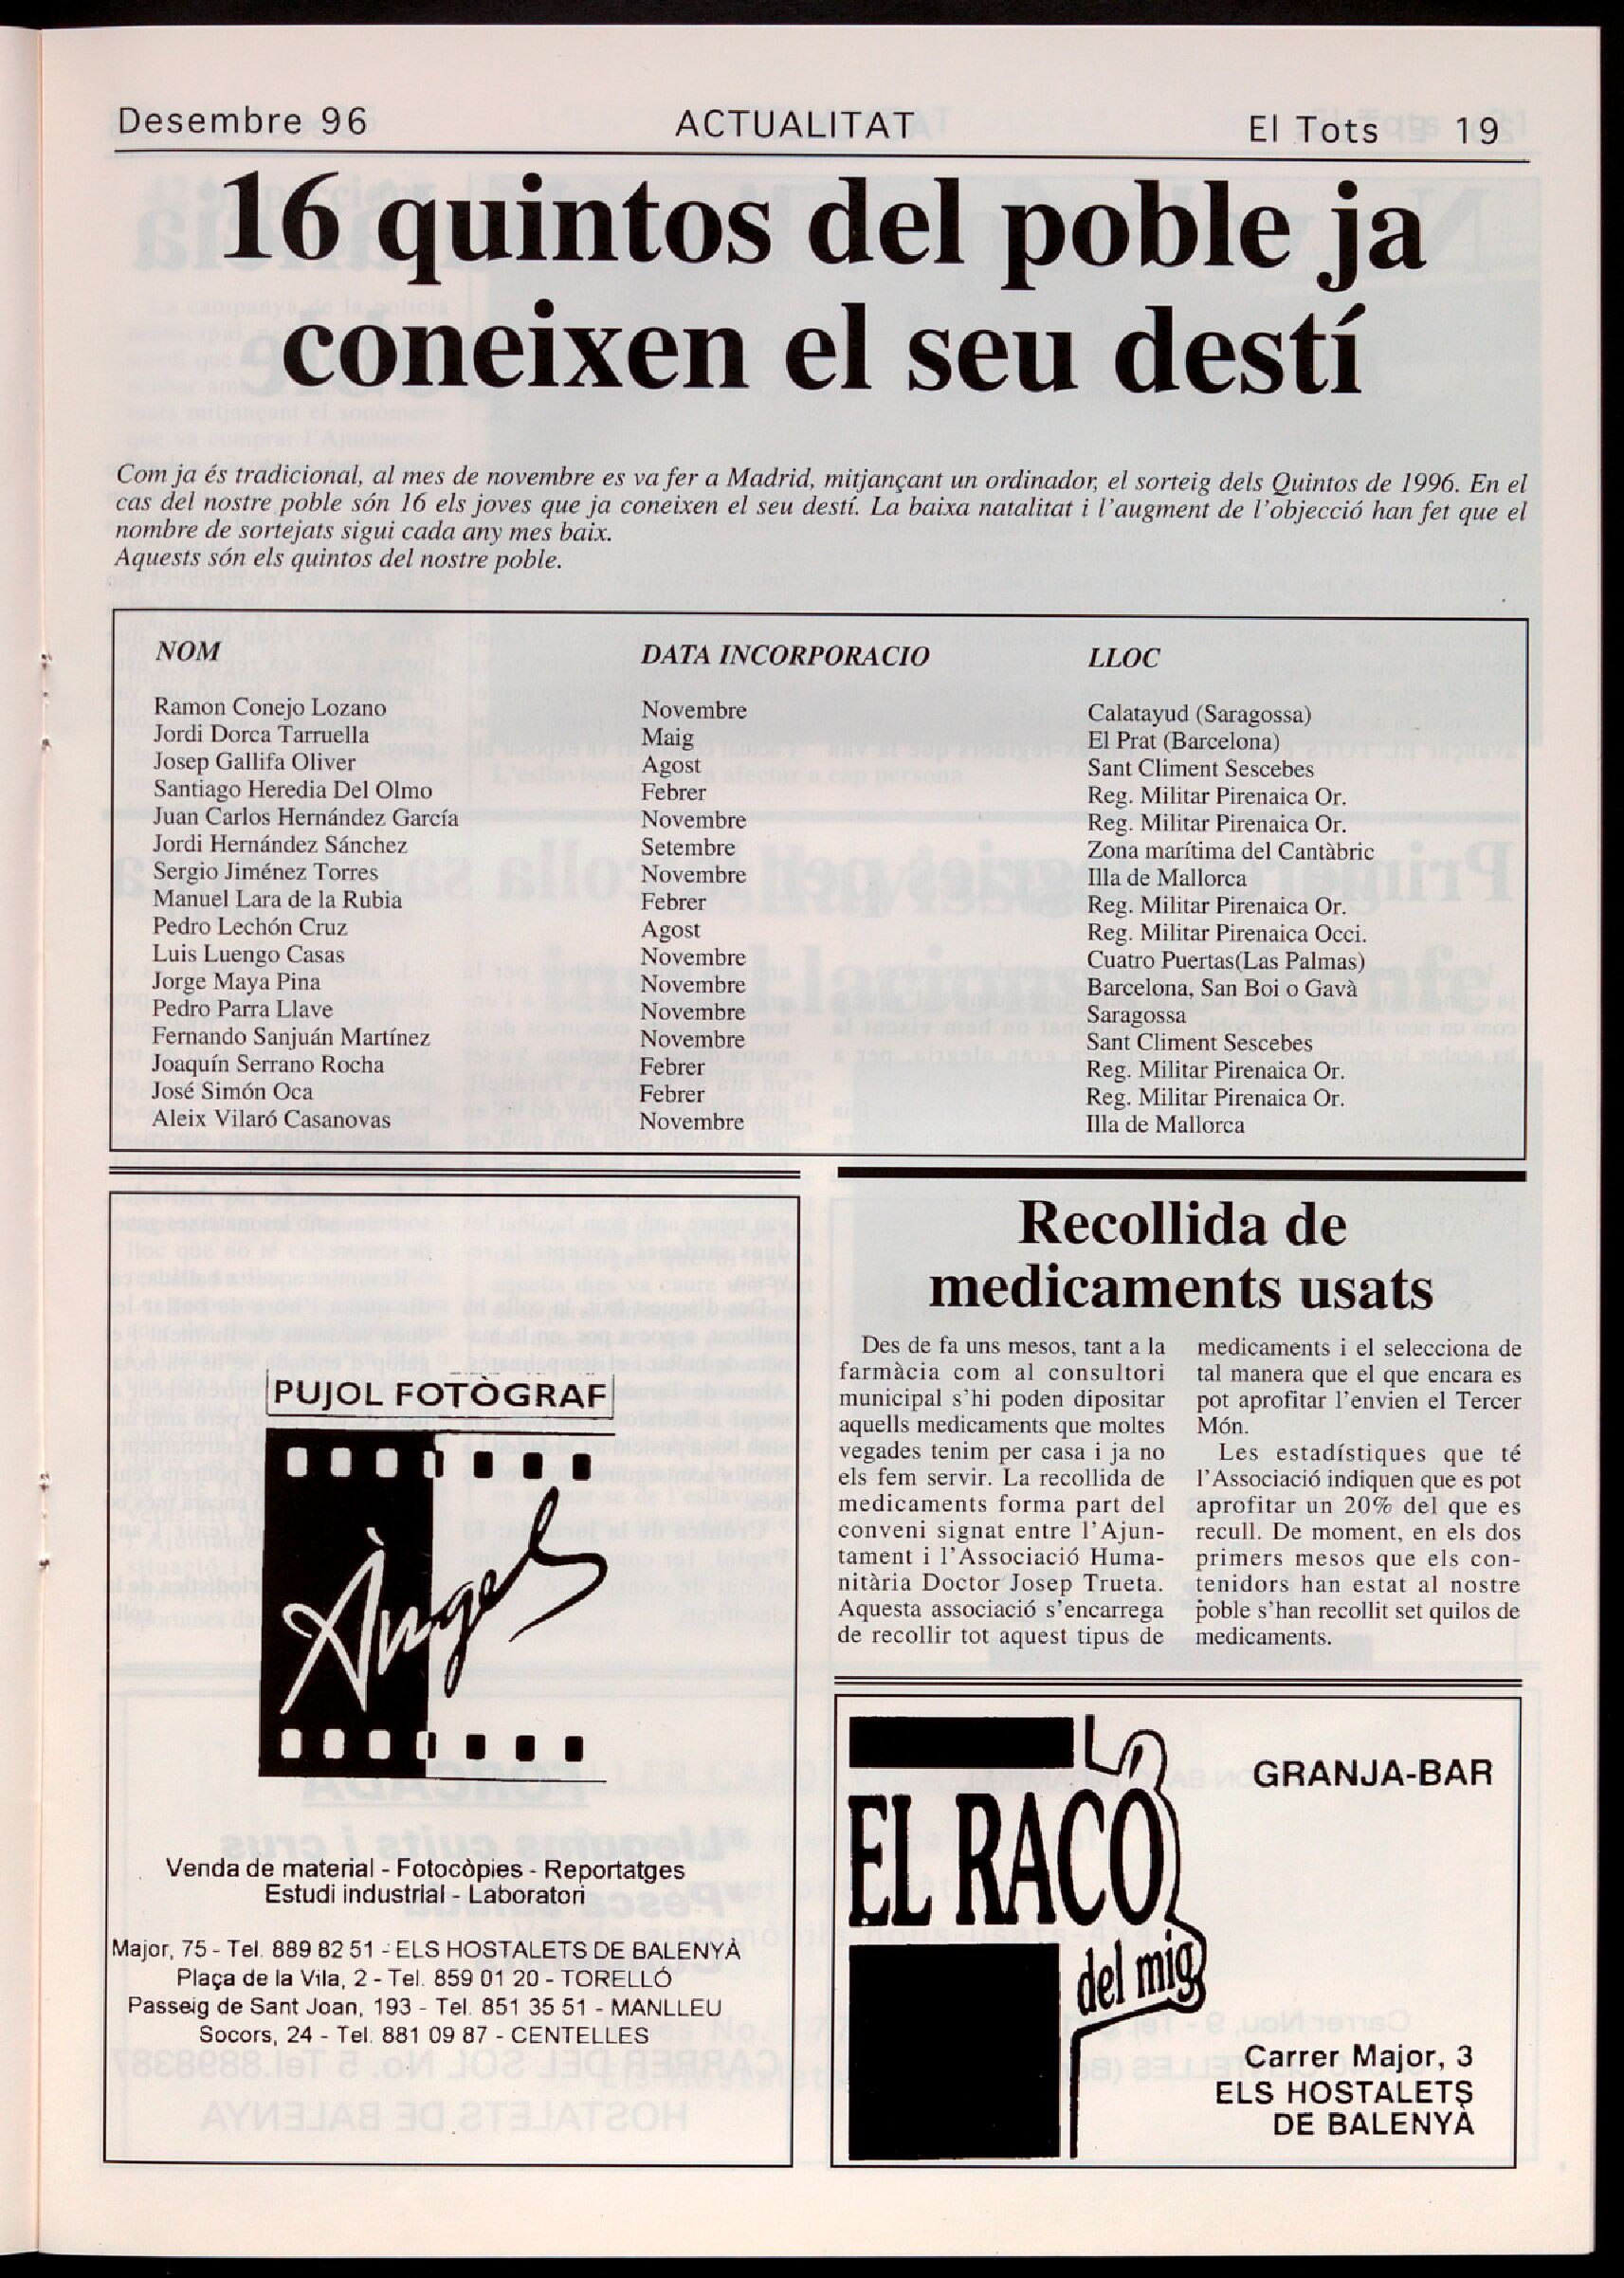 Desembre 96 ACTUALITAT El Tots 19
16 quintos del poble ja
coneixen el seu destí
Com ja és tradicional, al mes de novembre es va fer a Madrid, mitjançant un ordinador, el sorteig dels Quintos de 1996. En el
cas del nostre poble són 16 els joves que ja coneixen el seu destí. La baixa natalitat i l'augment de l'objecció han fet que el
nombre de sortejats sigui cada any mes baix.
Aquests són els quintos del nostre poble.
NOM DATA INCORPORACIO LLOC
Ramon Conejo Lozano Novembre Calatayud (Saragossa)
Jordi Dorca Tarruella Maig El Prat (Barcelona)
Josep Gallifa Oliver Agost Sant Climent Sescebes
Santiago Heredia Del Olmo Febrer Reg. Militar Pirenaica Or.
Juan Carlos Hernández García Novembre Reg. Militar Pirenaica Or.
Jordi Hernández Sánchez Setembre Zona marítima del Cantàbric
Sergio Jiménez Torres Novembre Illa de Mallorca
Manuel Lara de la Rubia Febrer Reg. Militar Pirenaica Or.
Pedro Lechón Cruz Agost Reg. Militar Pirenaica Occi.
Luis Luengo Casas Novembre Cuatro Puertas(Las Palmas)
Jorge Maya Pina Novembre Barcelona, San Boi o Gavà
Pedro Parra Llave Novembre Saragossa
Fernando Sanjuán Martínez Novembre Sant Climent Sescebes
Joaquín Serrano Rocha Febrer Reg. Militar Pirenaica Or.
José Simón Oca Febrer Reg. Militar Pirenaica Or.
Aleix Vilaró Casanovas Novembre Illa de Mallorca
PUJOL FOTÒGRAF
Àngels
Venda de material - Fotocòpies - Reportatges
Estudi industrial - Laboratori
Major, 75 - Tel. 889 82 51 - ELS HOSTALETS DE BALENYÀ
Plaça de la Vila, 2 - Tel. 859 01 20 - TORELLÓ
Passeig de Sant Joan, 193 - Tel. 851 35 51 - MANLLEU
Socors, 24 - Tel. 881 09 87 - CENTELLES
Recollida de
medicaments usats
Des de fa uns mesos, tant a la
farmàcia com al consultori
municipal s'hi poden dipositar
aquells medicaments que moltes
vegades tenim per casa i ja no
els fem servir. La recollida de
medicaments forma part del
conveni signat entre l'Ajun-
tament i l'Associació Huma-
nitària Doctor Josep Trueta.
Aquesta associació s'encarrega
de recollir tot aquest tipus de
medicaments i el selecciona de
tal manera que el que encara es
pot aprofitar l'envien el Tercer
Món.
Les estadístiques que té
l'Associació indiquen que es pot
aprofitar un 20% del que es
recull. De moment, en els dos
primers mesos que els con-
tenidors han estat al nostre
poble s'han recollit set quilos de
medicaments.
EL RACO
del mig
GRANJA-BAR
Carrer Major, 3
ELS HOSTALETS
DE BALENYÀ